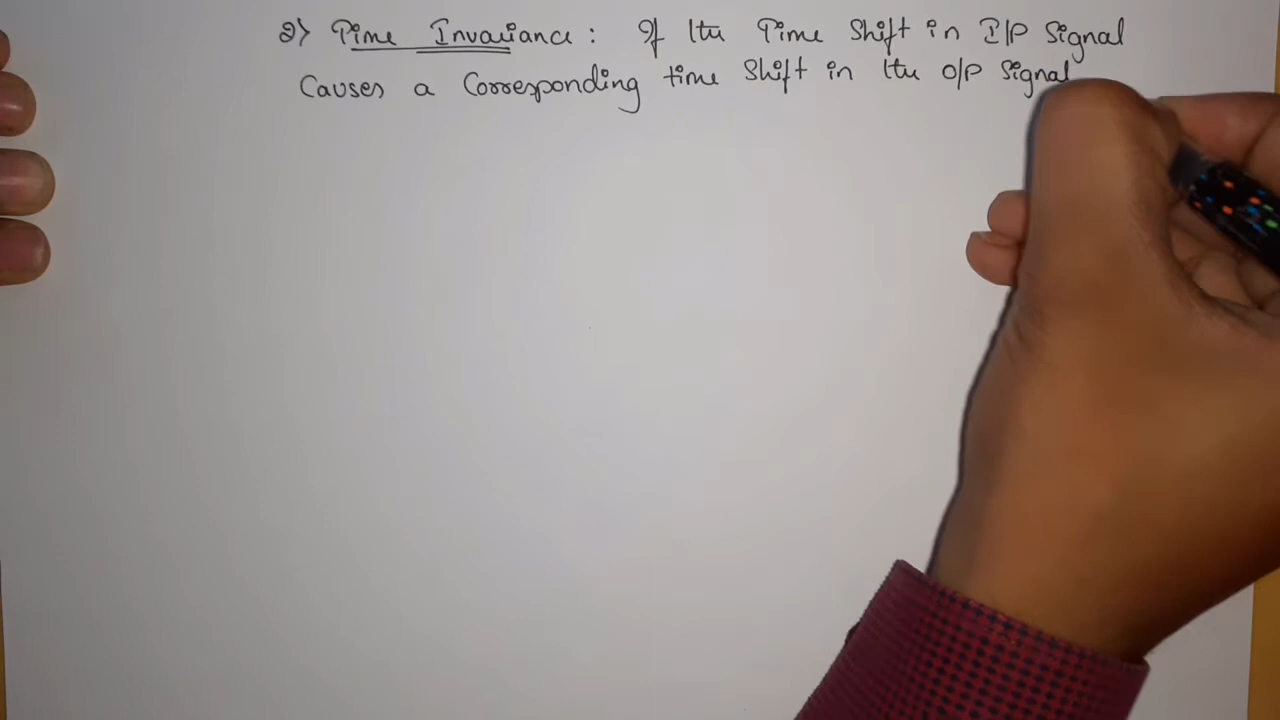 2) Time Invariance: If the Time Shift in I/P Signal
Causes a Corresponding time Shift in the O/P Signal